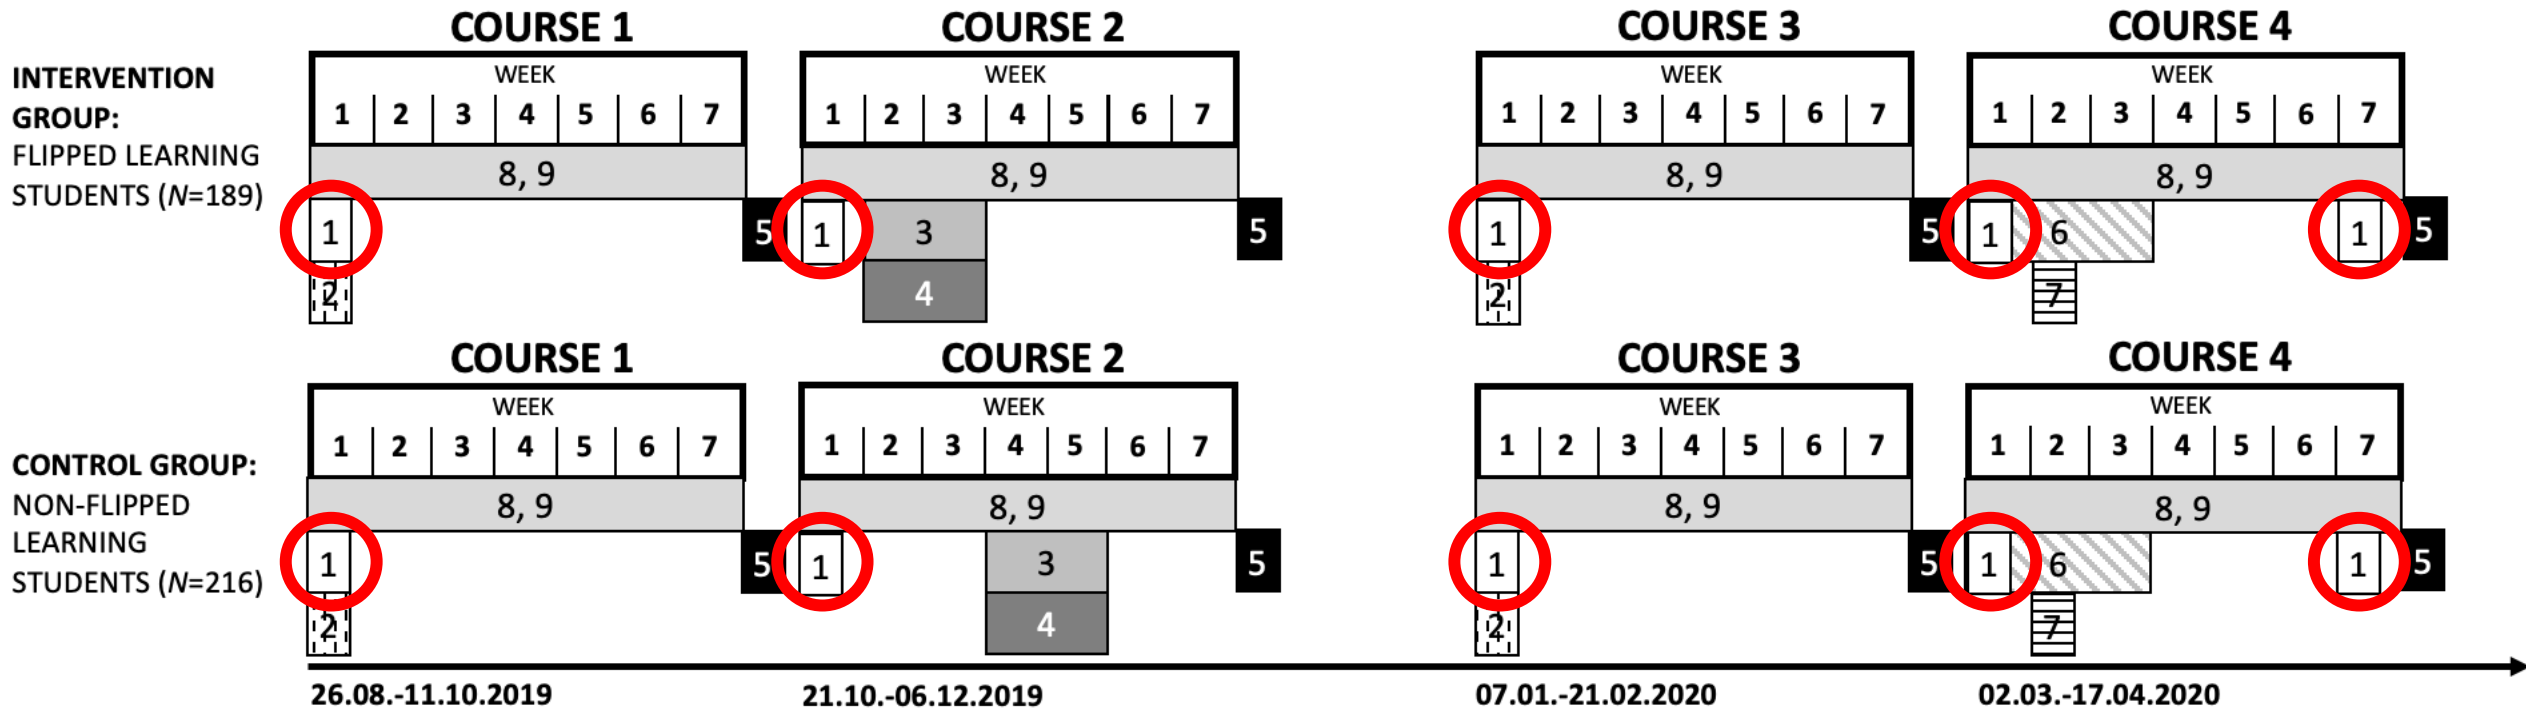 COURSE 1 COURSE 2 COURSE 3 COURSE 4
INTERVENTION
GROUP:
FLIPPED LEARNING
STUDENTS (N=189)
WEEK WEEK WEEK WEEK
1 2 3 4 5 6 7 1 2 3 4 5 6 7 1 2 3 4 5 6 7 1 2 3 4 5 6 7
8, 9 8, 9 8, 9 8, 9
1 5 1 3 5 1 5 1 6 1 5
2 4 2 7
COURSE 1 COURSE 2 COURSE 3 COURSE 4
CONTROL GROUP:
NON-FLIPPED
LEARNING
STUDENTS (N=216)
WEEK WEEK WEEK WEEK
1 2 3 4 5 6 7 1 2 3 4 5 6 7 1 2 3 4 5 6 7 1 2 3 4 5 6 7
8, 9 8, 9 8, 9 8, 9
1 5 1 3 5 1 5 1 6 1 5
2 4 2 7
26.08.-11.10.2019 21.10.-06.12.2019 07.01.-21.02.2020 02.03.-17.04.2020